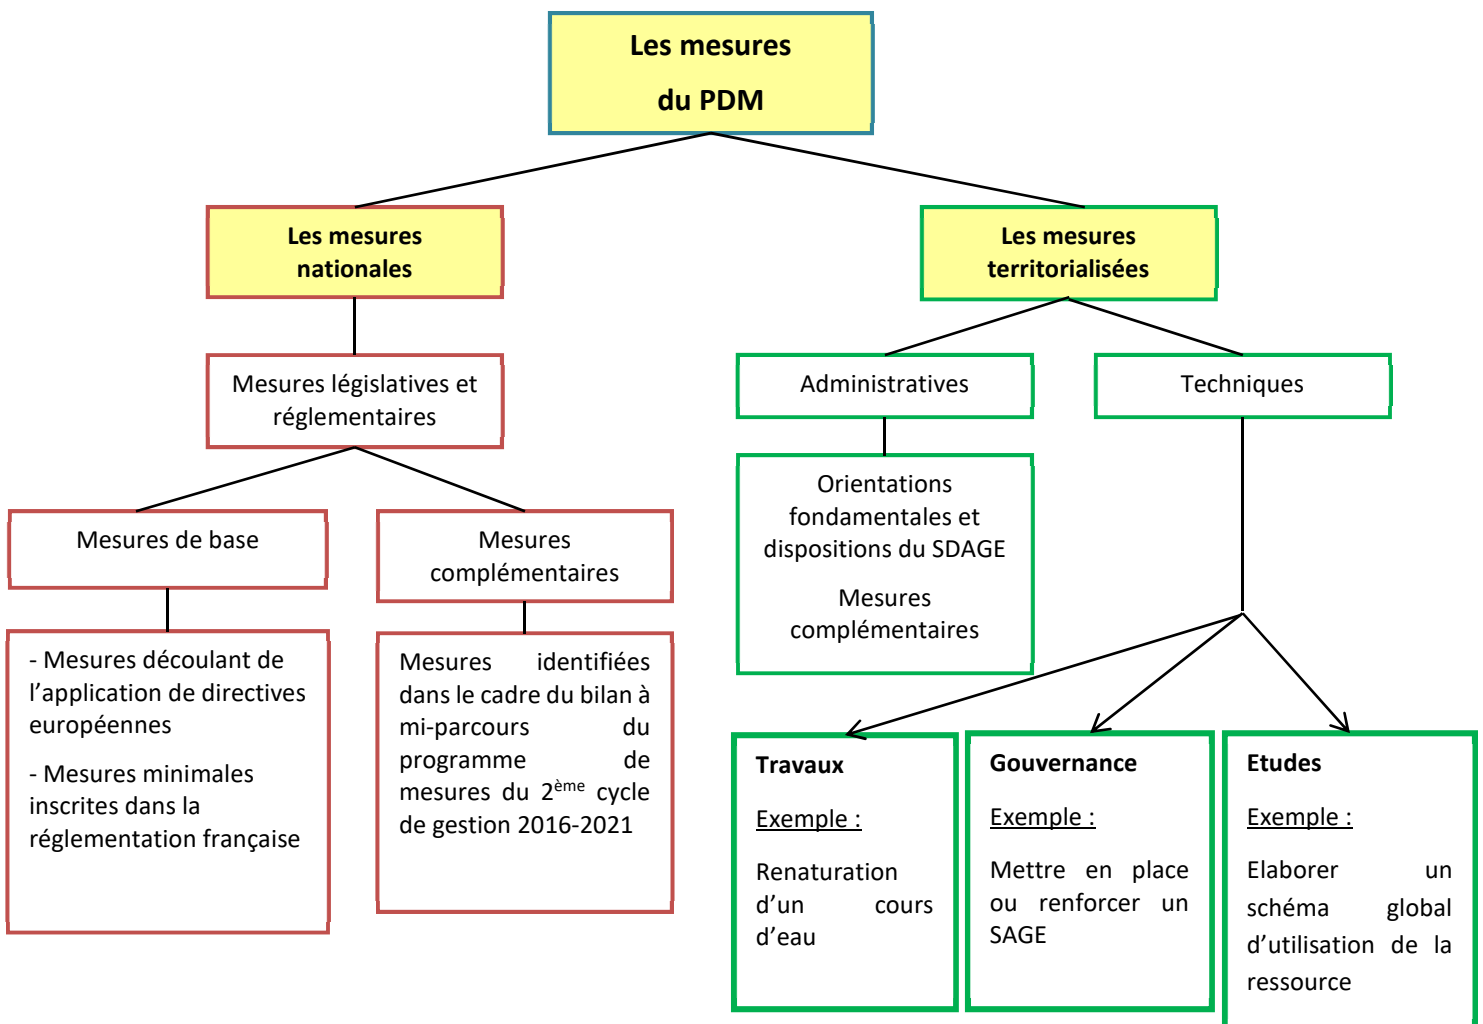 Les mesures
du PDM
Les mesures
nationales
Les mesures
territorialisées
Mesures législatives et
réglementaires
Administratives
Techniques
Mesures de base
Mesures
complémentaires
Orientations
fondamentales et
dispositions du SDAGE
Mesures
complémentaires
- Mesures découlant de
l’application de directives
européennes
- Mesures minimales
inscrites dans la
réglementation française
Mesures identifiées
dans le cadre du bilan à
mi-parcours du
programme de
mesures du 2ème cycle
de gestion 2016-2021
Travaux
Exemple :
Renaturation
d’un cours
d’eau
Gouvernance
Exemple :
Mettre en place
ou renforcer un
SAGE
Etudes
Exemple :
Elaborer un
schéma global
d’utilisation de la
ressource